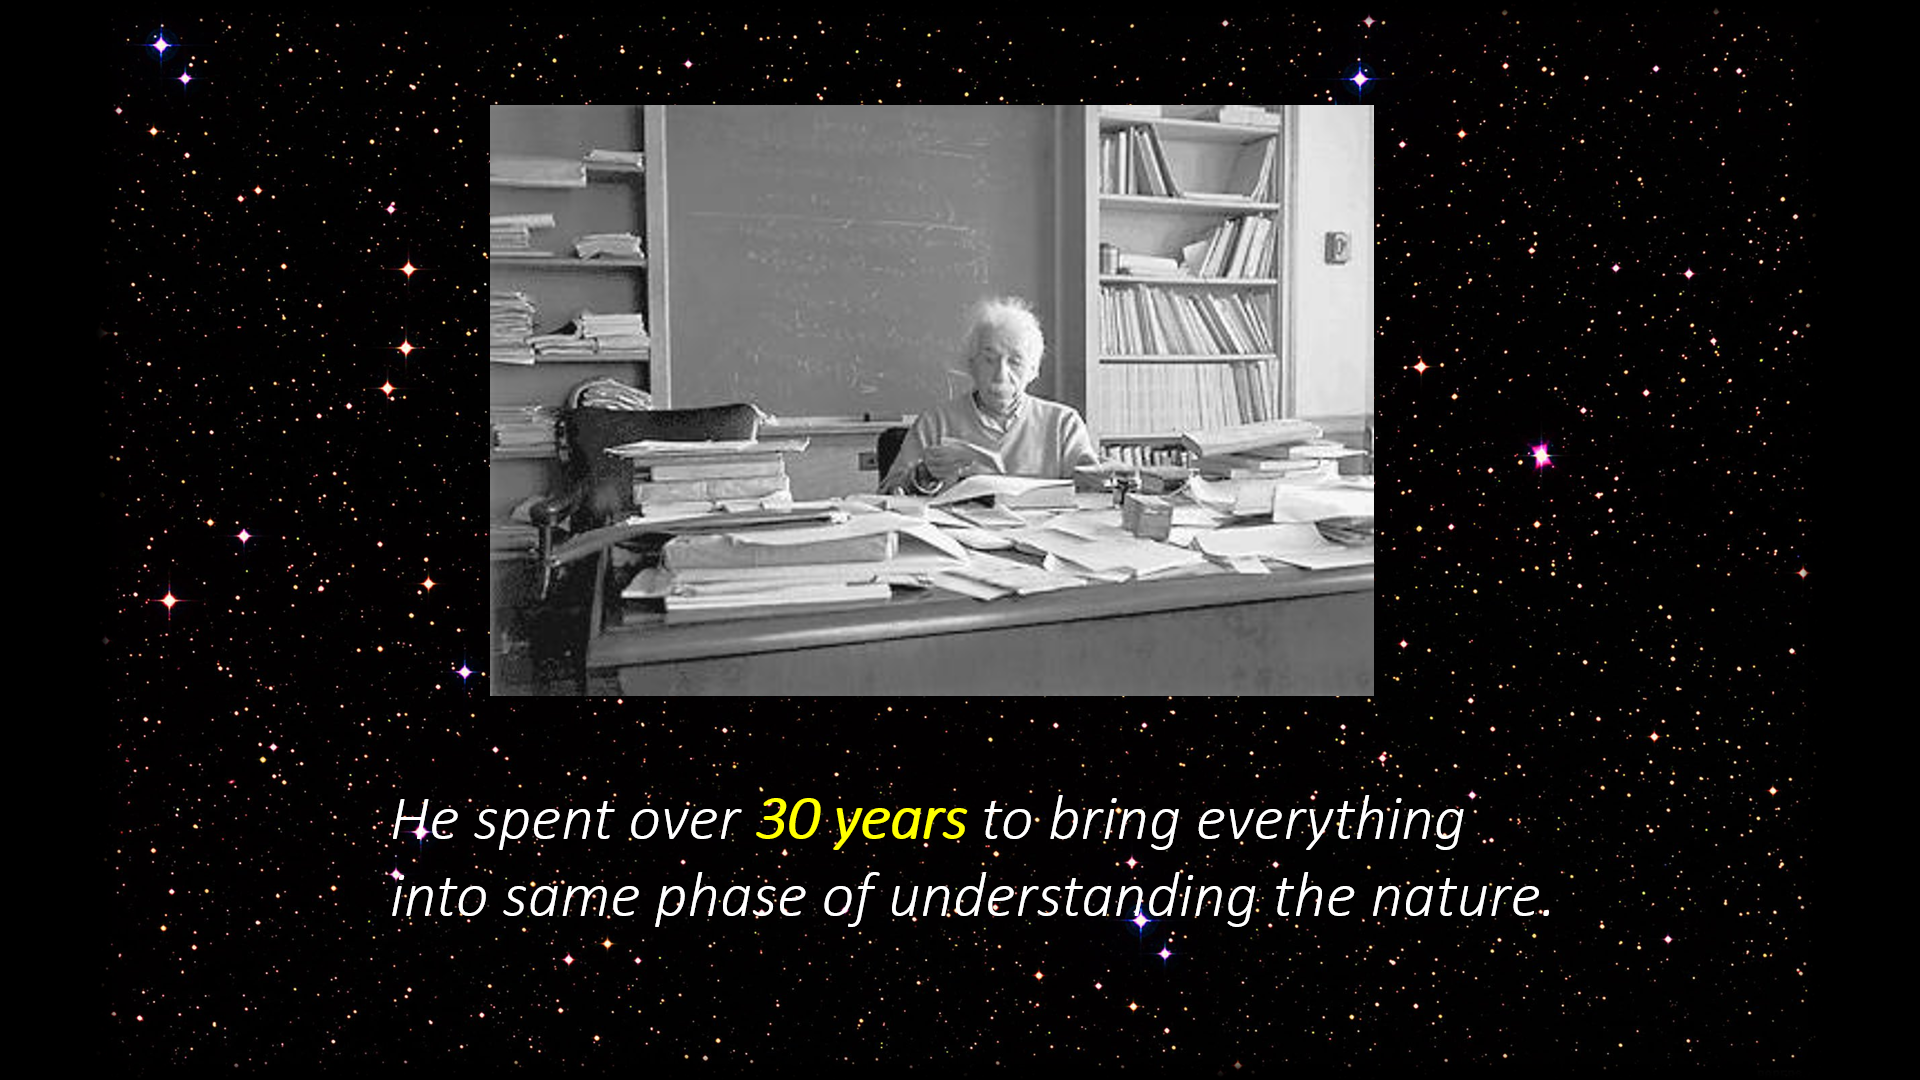 He spent over 30 years to bring everything
into same phase of understanding the nature.